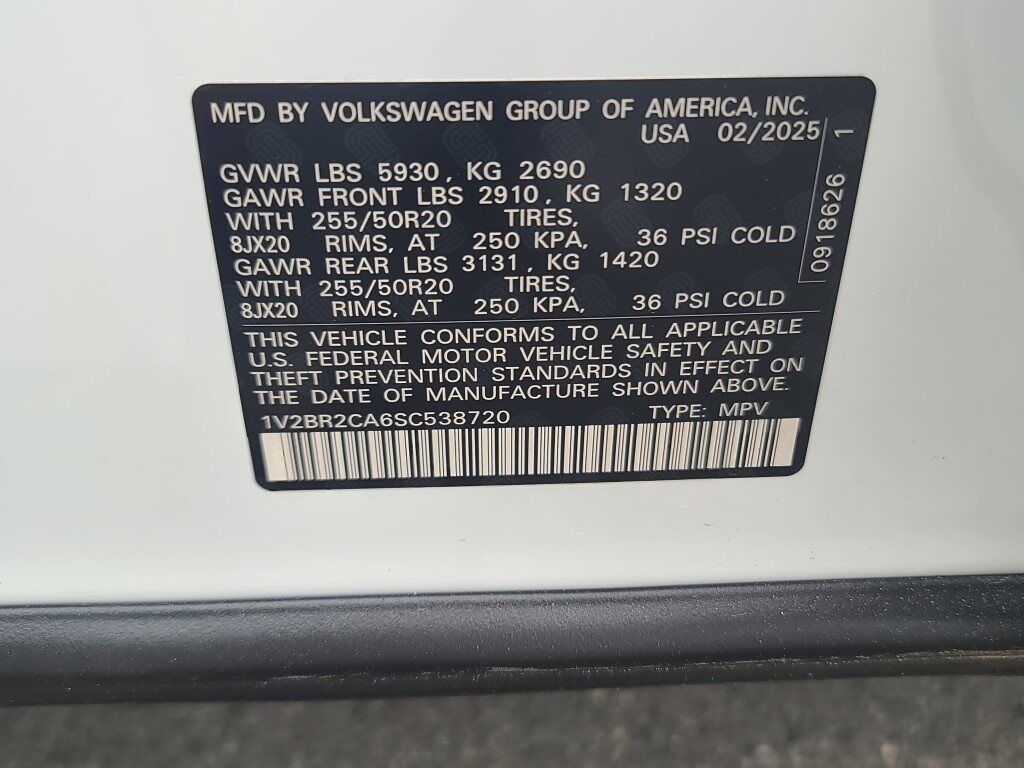 MFD BY VOLKSWAGEN GROUP OF AMERICA, INC.
USA 02/2025
GVWR LBS 5930, KG 2690
GAWR FRONT LBS 2910, KG 1320
WITH 255/50R20 TIRES,
8JX20 RIMS, AT 250 KPA, 36 PSI COLD
GAWR REAR LBS 3131, KG 1420
WITH 255/50R20 TIRES,
8JX20 RIMS, AT 250 KPA, 36 PSI COLD
0918626 1
THIS VEHICLE CONFORMS TO ALL APPLICABLE
U.S. FEDERAL MOTOR VEHICLE SAFETY AND
THEFT PREVENTION STANDARDS IN EFFECT ON
THE DATE OF MANUFACTURE SHOWN ABOVE.
1V2BR2CA6SC538720 TYPE: MPV